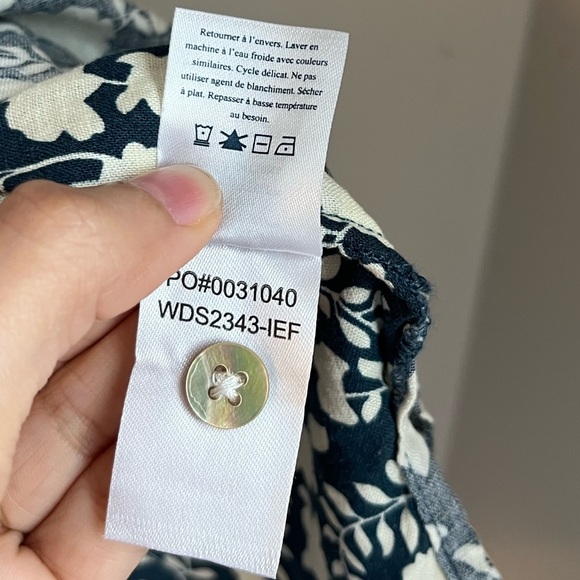 Retourner à l'envers. Laver en
machine à l'eau froide avec couleurs
similaires. Cycle délicat. Ne pas
utiliser agent de blanchiment. Sécher
à plat. Repasser à basse température
au besoin.
PO#0031040
WDS2343-IEF